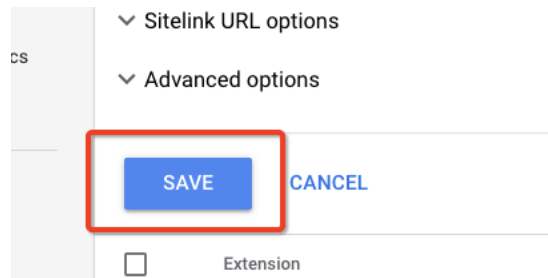 Sitelink URL options
cs
Advanced options
SAVE
CANCEL
Extension